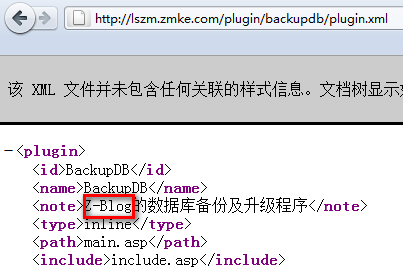 http://lszm.zmke.com/plugin/backupdb/plugin.xml
该 XML 文件并未包含任何关联的样式信息。文档树显示
-<plugin>
<id>BackupDB</id>
<name>BackupDB</name>
<note>Z-Blog的数据库备份及升级程序</note>
<type>inline</type>
<path>main.asp</path>
<include>include.asp</include>